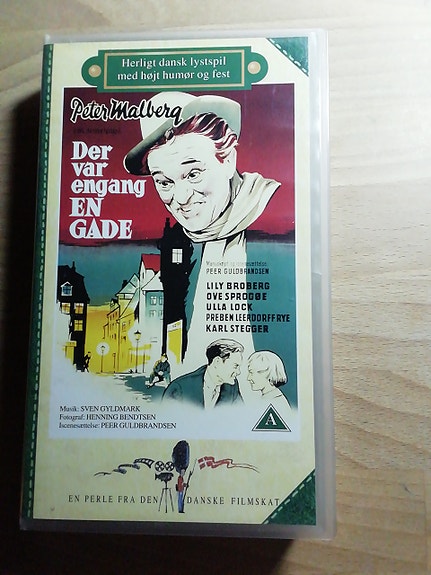 Herligt dansk lystspil
med højt humør og fest
Peter Malberg
Der
var
engang
EN
GADE
Manuskript og iscenesættelse:
PEER GULDBRANDSEN
LILY BROBERG
OVE SPROGØE
ULLA LOCK
PREBEN LEERDORFF RYE
KARL STEGGER
Musik: SVEN GYLDMARK
Fotograf: HENNING BENDTSEN
Iscenesættelse: PEER GULDBRANDSEN
A
EN PERLE FRA DEN DANSKE FILMSKAT